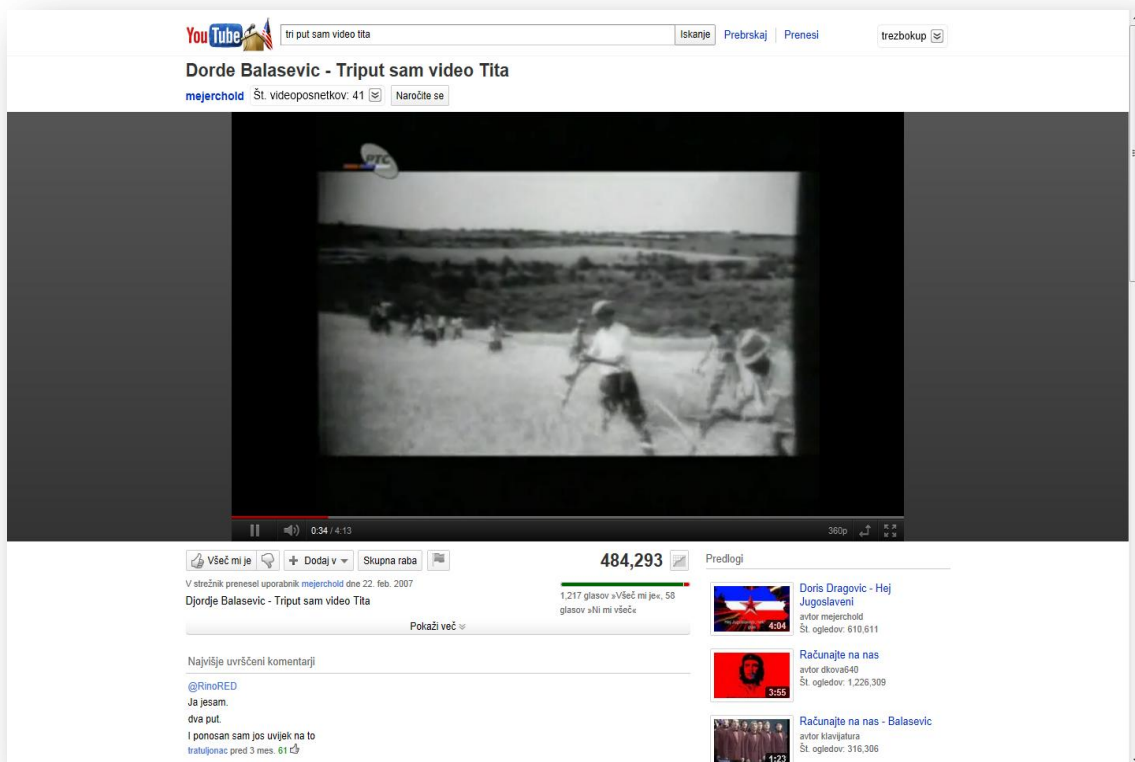 You Tube
tri put sam video tita
Iskanje
Prebrskaj
Prenesi
trezbokup
Dorde Balasevic - Triput sam video Tita
mejerchold Št. videoposnetkov: 41
Naročite se
РТС
0:34 / 4:13
360p
Všeč mi je
Dodaj v
Skupna raba
484,293
V strežnik prenesel uporabnik mejerchold dne 22. feb. 2007
Djordje Balasevic - Triput sam video Tita
1,217 glasov »Všeč mi je«, 58
glasov »Ni mi všeč«
Pokaži več
Najvišje uvrščeni komentarji
@RinoRED
Ja jesam.
dva put.
I ponosan sam jos uvijek na to
tratuljonac pred 3 mes. 61
Predlogi
4:04
Doris Dragovic - Hej
Jugoslaveni
avtor mejerchold
Št. ogledov: 610,611
3:55
Računajte na nas
avtor dkova640
Št. ogledov: 1,226,309
1:23
Računajte na nas - Balasevic
avtor klavijatura
Št. ogledov: 316,306